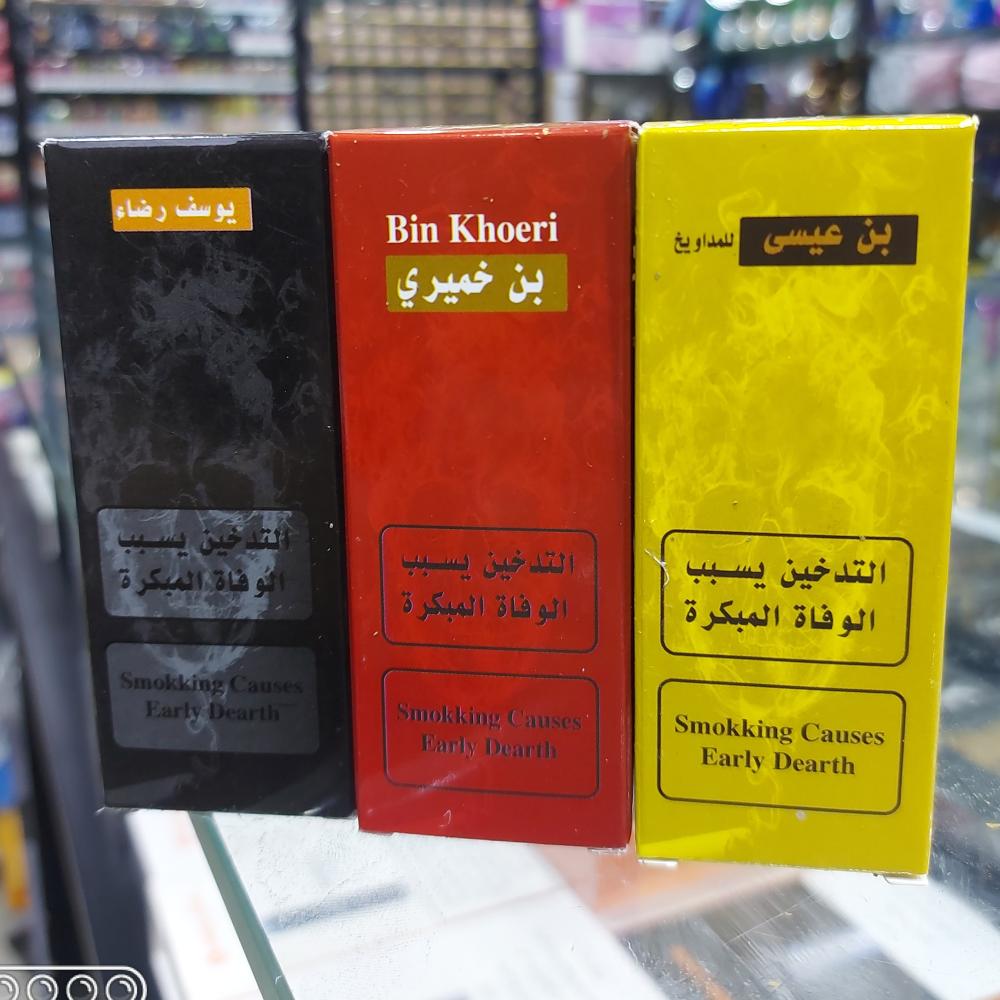 يوسف رضاء
التدخين يسبب
الوفاة المبكرة
Smokking Causes
Early Dearth
Bin Khoeri
بن خميري
التدخين يسبب
الوفاة المبكرة
Smokking Causes
Early Dearth
بن عيسى للمداويخ
التدخين يسبب
الوفاة المبكرة
Smokking Causes
Early Dearth